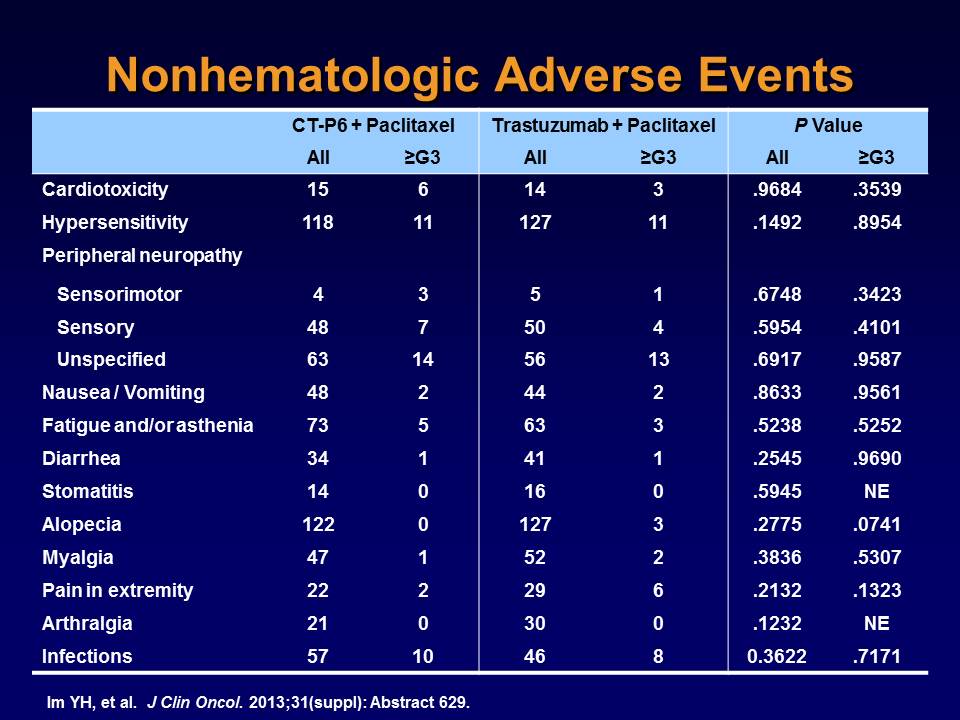 Nonhematologic Adverse Events
CT-P6 + Paclitaxel Trastuzumab + Paclitaxel P Value
All ≥G3 All ≥G3 All ≥G3
Cardiotoxicity 15 6 14 3 .9684 .3539
Hypersensitivity 118 11 127 11 .1492 .8954
Peripheral neuropathy
Sensorimotor 4 3 5 1 .6748 .3423
Sensory 48 7 50 4 .5954 .4101
Unspecified 63 14 56 13 .6917 .9587
Nausea / Vomiting 48 2 44 2 .8633 .9561
Fatigue and/or asthenia 73 5 63 3 .5238 .5252
Diarrhea 34 1 41 1 .2545 .9690
Stomatitis 14 0 16 0 .5945 NE
Alopecia 122 0 127 3 .2775 .0741
Myalgia 47 1 52 2 .3836 .5307
Pain in extremity 22 2 29 6 .2132 .1323
Arthralgia 21 0 30 0 .1232 NE
Infections 57 10 46 8 0.3622 .7171
Im YH, et al. J Clin Oncol. 2013;31(suppl): Abstract 629.